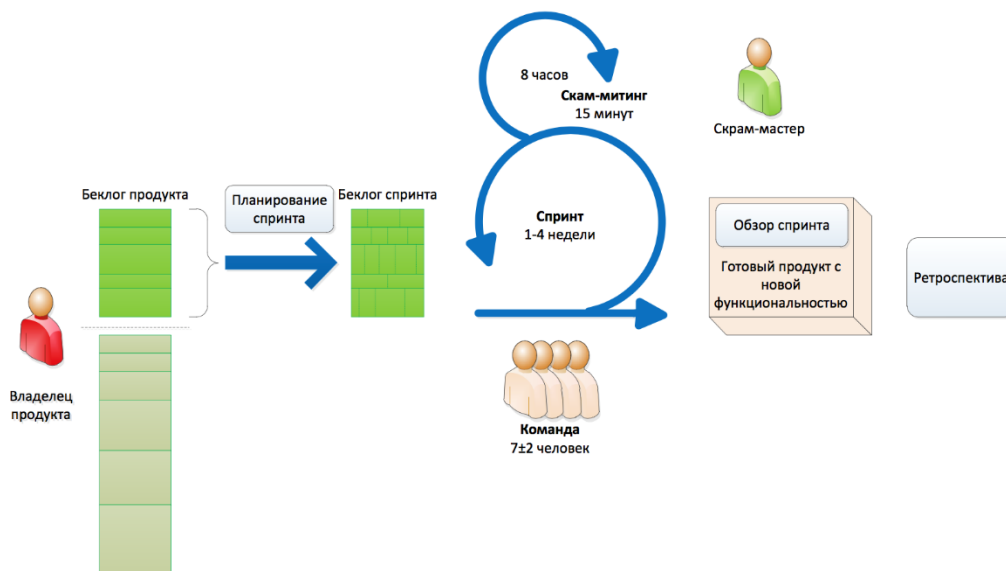 8 часов
Скам-митинг
15 минут
Скрам-мастер
Беклог продукта
Планирование
спринта
Беклог спринта
Спринт
1-4 недели
Обзор спринта
Готовый продукт с
новой
функциональностью
Ретроспектива
Владелец
продукта
Команда
7±2 человек